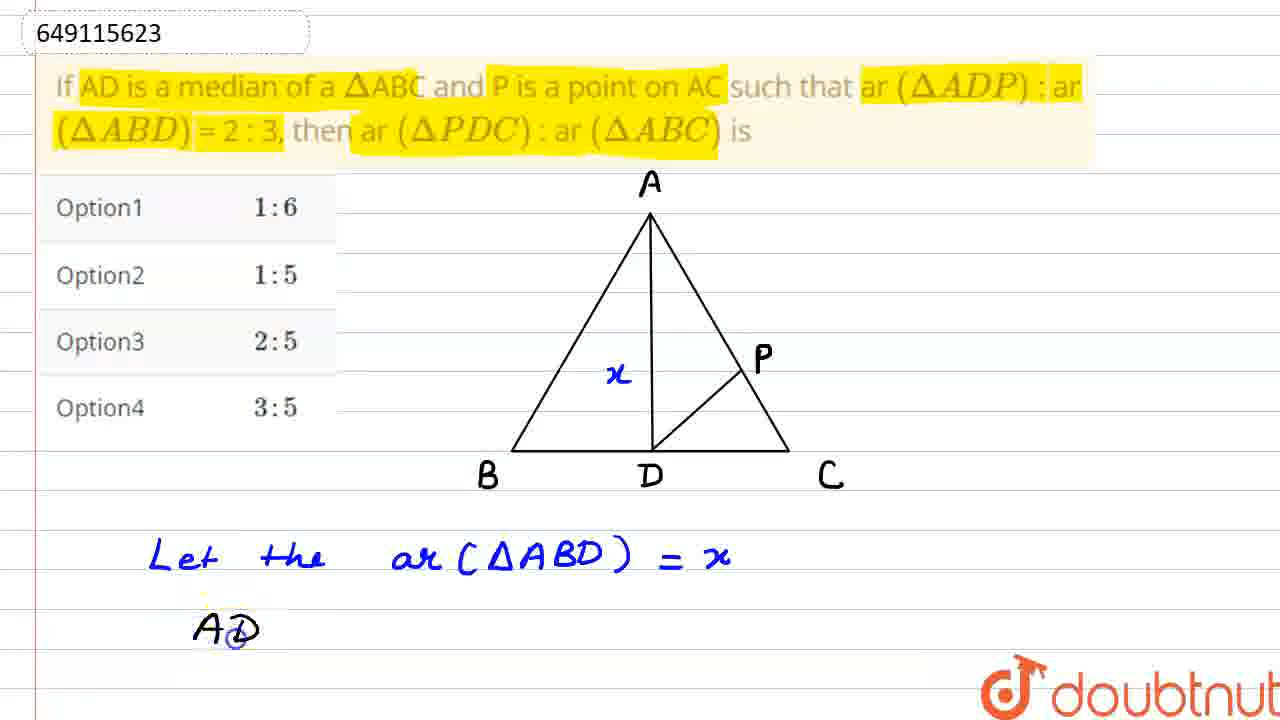 649115623
If AD is a median of a ΔABC and P is a point on AC such that ar (ΔADP) : ar
(ΔABD) = 2 : 3, then ar (ΔPDC) : ar (ΔABC) is
Option1 1 : 6
Option2 1 : 5
Option3 2 : 5
Option4 3 : 5
A
P
x
B D C
Let the ar (ΔABD) = x
AD
doubtnut